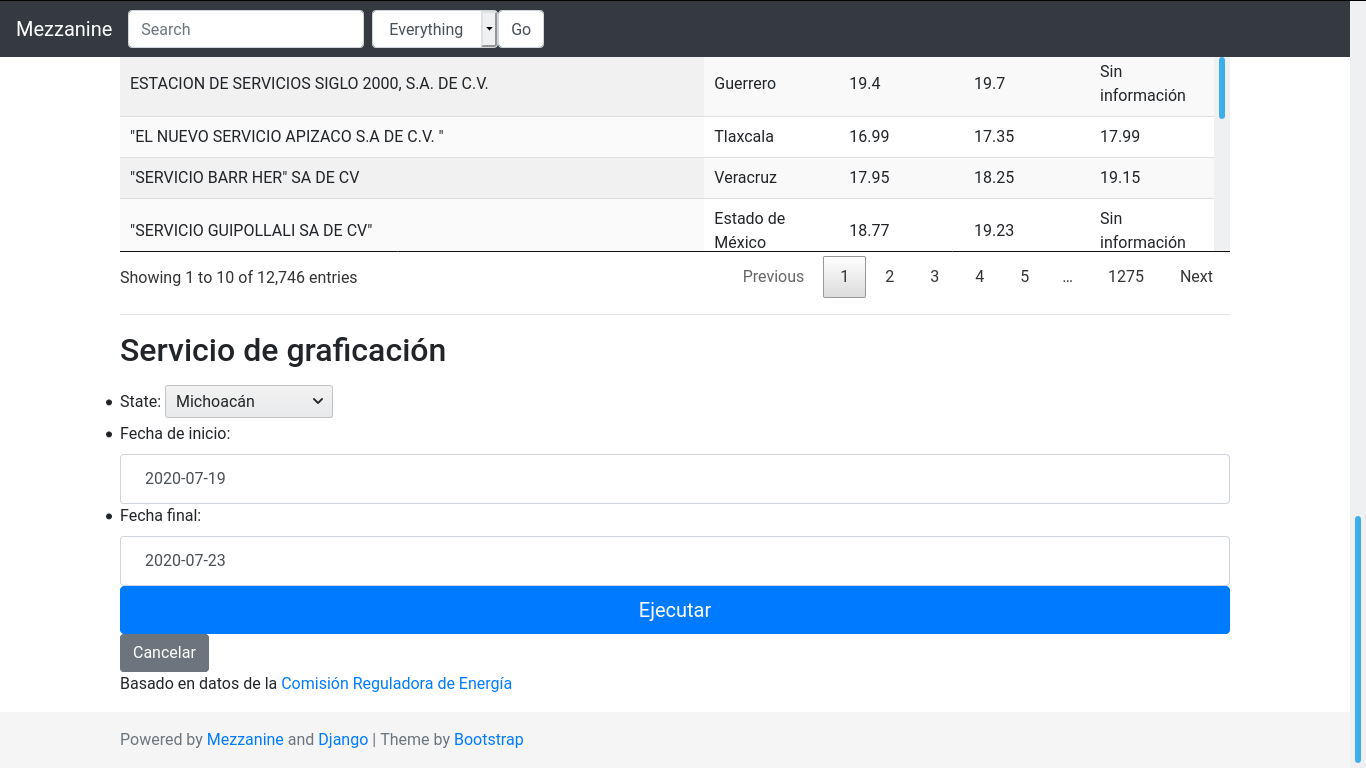 Mezzanine Search Everything Go
ESTACION DE SERVICIOS SIGLO 2000, S.A. DE C.V. Guerrero 19.4 19.7 Sin información
"EL NUEVO SERVICIO APIZACO S.A DE C.V. " Tlaxcala 16.99 17.35 17.99
"SERVICIO BARR HER" SA DE CV Veracruz 17.95 18.25 19.15
"SERVICIO GUIPOLLALI SA DE CV" Estado de México 18.77 19.23 Sin información
Showing 1 to 10 of 12,746 entries Previous 1 2 3 4 5 … 1275 Next
Servicio de graficación
• State: Michoacán
• Fecha de inicio:
2020-07-19
• Fecha final:
2020-07-23
Ejecutar
Cancelar
Basado en datos de la Comisión Reguladora de Energía
Powered by Mezzanine and Django | Theme by Bootstrap